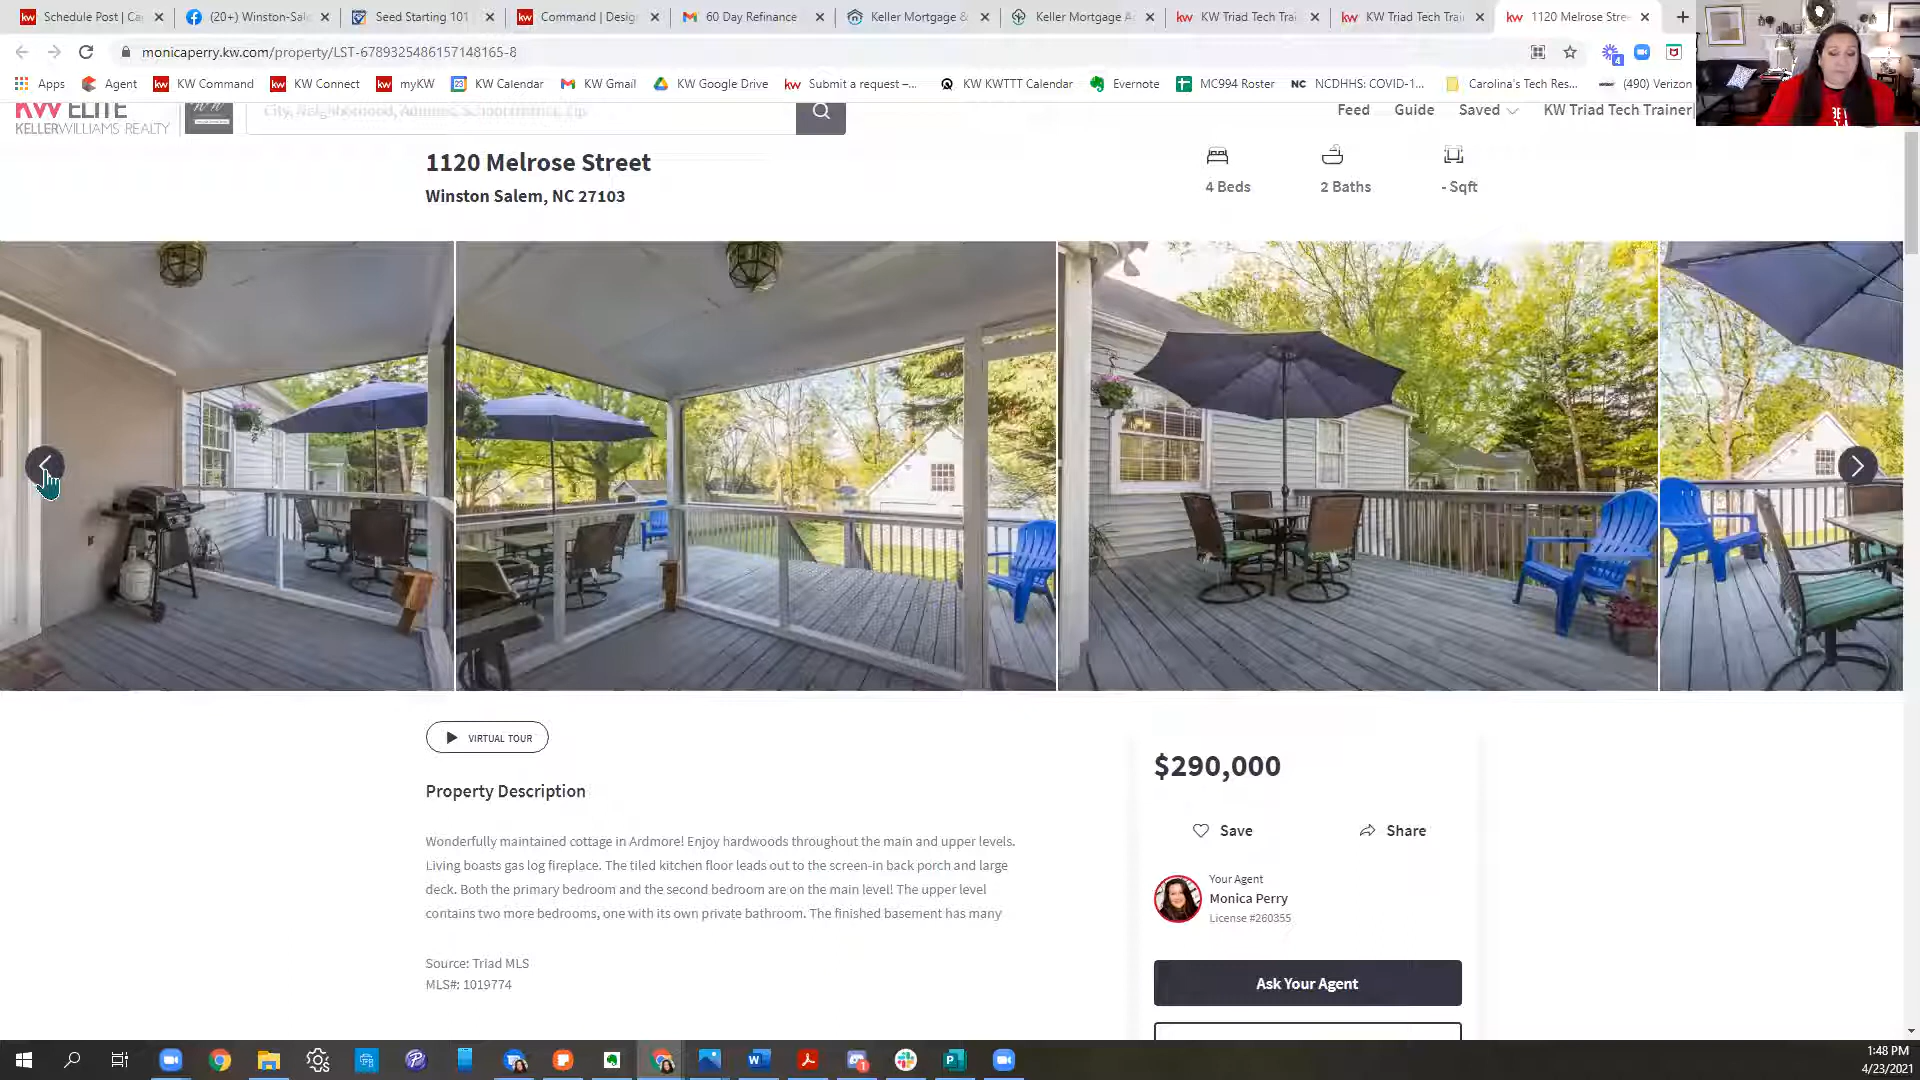 Schedule Post | Ca
(20+) Winston-Sal
Seed Starting 101
Command | Desig
60 Day Refinance
Keller Mortgage &
Keller Mortgage A
KW Triad Tech Trai
KW Triad Tech Trai
1120 Melrose Stre
monicaperry.kw.com/property/LST-6789325486157148165-8
Apps
Agent
KW Command
KW Connect
myKW
KW Calendar
KW Gmail
KW Google Drive
Submit a request –...
KW KWTTT Calendar
Evernote
MC994 Roster
NC NCDHHS: COVID-1...
Carolina's Tech Res...
(490) Verizon
KW ELITE
KELLERWILLIAMS REALTY
Feed
Guide
Saved
KW Triad Tech Trainer
1120 Melrose Street
Winston Salem, NC 27103
4 Beds
2 Baths
- Sqft
VIRTUAL TOUR
Property Description
Wonderfully maintained cottage in Ardmore! Enjoy hardwoods throughout the main and upper levels.
Living boasts gas log fireplace. The tiled kitchen floor leads out to the screen-in back porch and large
deck. Both the primary bedroom and the second bedroom are on the main level! The upper level
contains two more bedrooms, one with its own private bathroom. The finished basement has many
Source: Triad MLS
MLS#: 1019774
$290,000
Save
Share
Your Agent
Monica Perry
License #260355
Ask Your Agent
1:48 PM
4/23/2021